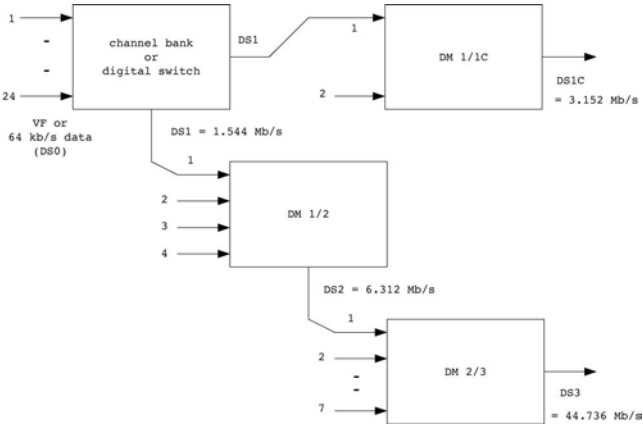 1
channel bank
or
digital switch
-
-
24
VF or
64 kb/s data
(DS0)
DS1
1
2
DM 1/1C
DS1C
= 3.152 Mb/s
DS1 = 1.544 Mb/s
1
2
3
4
DM 1/2
DS2 = 6.312 Mb/s
1
2
-
-
7
DM 2/3
DS3
= 44.736 Mb/s